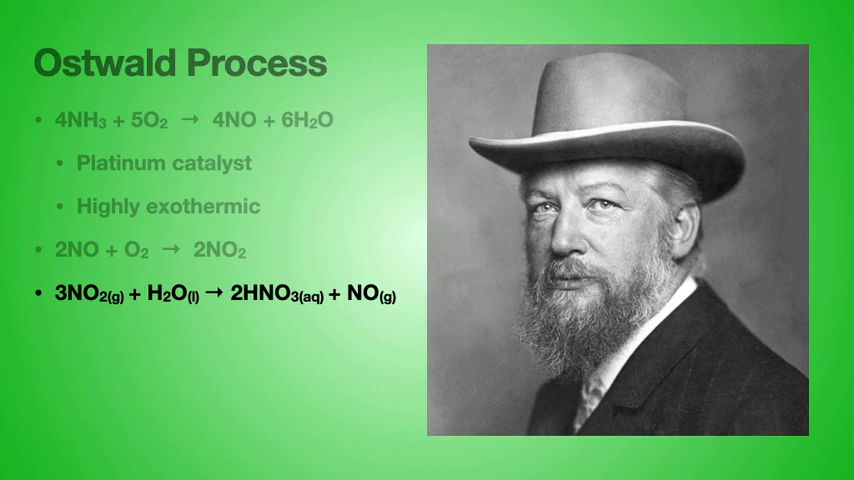 Ostwald Process
• 4NH₃ + 5O₂ → 4NO + 6H₂O
• Platinum catalyst
• Highly exothermic
• 2NO + O₂ → 2NO₂
• 3NO₂(g) + H₂O(l) → 2HNO₃(aq) + NO(g)